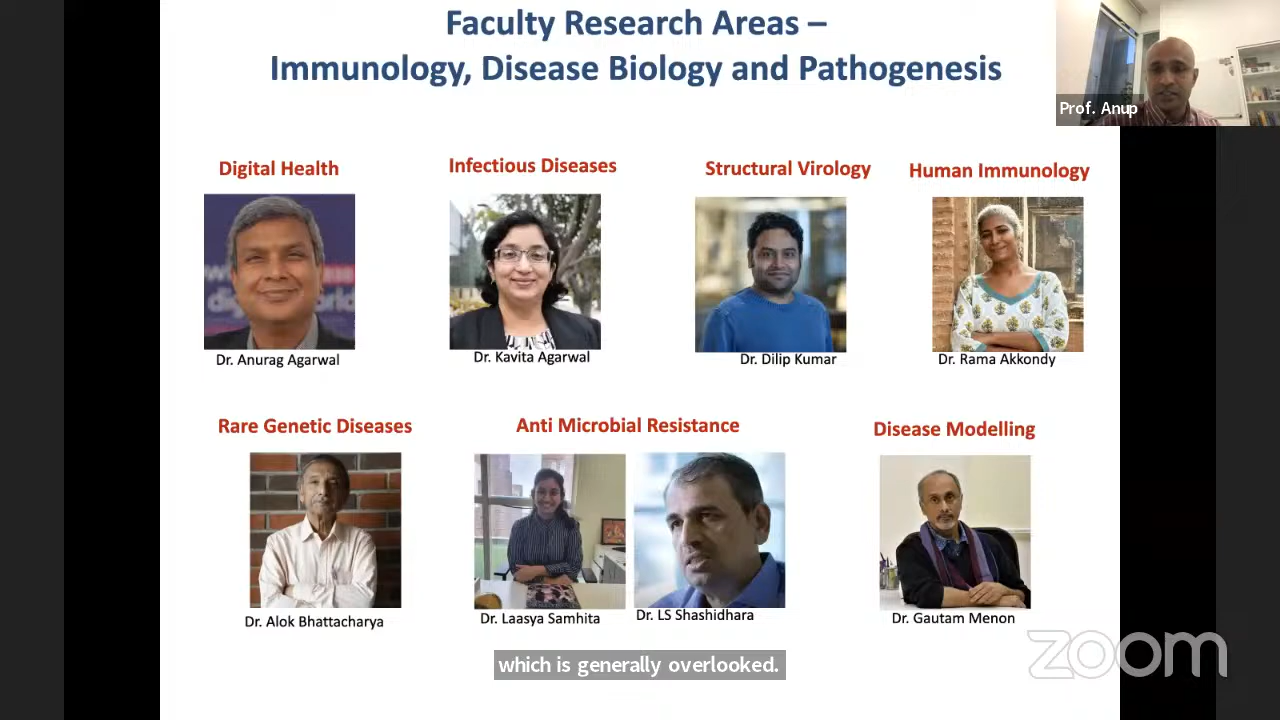 Faculty Research Areas –
Immunology, Disease Biology and Pathogenesis
Prof. Anup
Digital Health
Infectious Diseases
Structural Virology
Human Immunology
Dr. Anurag Agarwal
Dr. Kavita Agarwal
Dr. Dilip Kumar
Dr. Rama Akkondy
Rare Genetic Diseases
Anti Microbial Resistance
Disease Modelling
Dr. Alok Bhattacharya
Dr. Laasya Samhita
Dr. LS Shashidhara
Dr. Gautam Menon
which is generally overlooked.
zoom